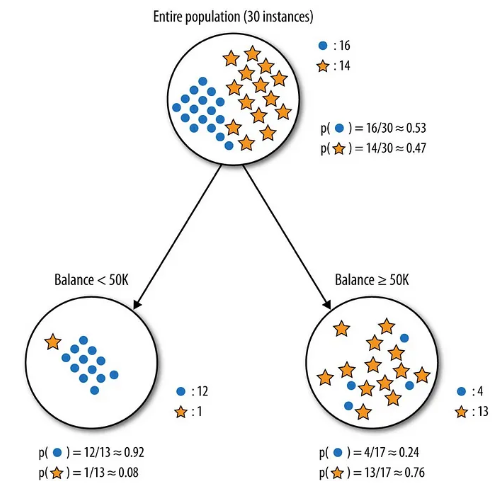 Entire population (30 instances)
: 16
: 14
p( ) = 16/30 ≈ 0.53
p( ) = 14/30 ≈ 0.47
Balance < 50K
Balance ≥ 50K
: 12
: 1
: 4
: 13
p( ) = 12/13 ≈ 0.92
p( ) = 1/13 ≈ 0.08
p( ) = 4/17 ≈ 0.24
p( ) = 13/17 ≈ 0.76